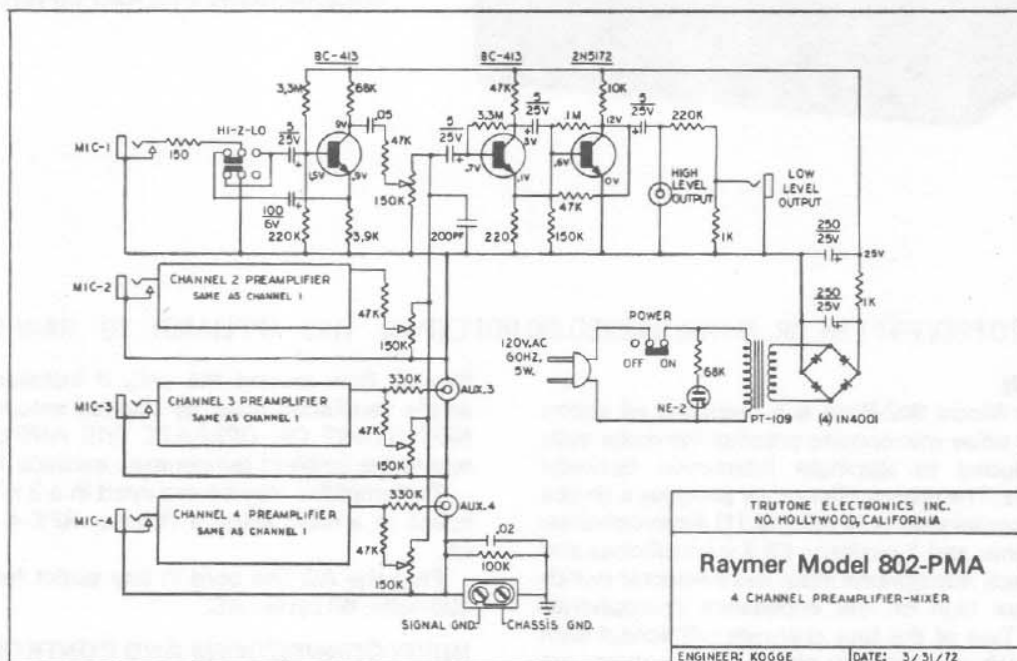 BC-413
BC-413
2N5172
3.3M
68K
47K
10K
HI-2-LO
5
25V
9V
.05
47K
5
25V
3.3M
5
25V
3V
1M
12V
5
25V
220K
MIC-1
150
1.5V
.9V
.7V
.1V
.6V
0V
HIGH
LEVEL
OUTPUT
LOW
LEVEL
OUTPUT
100
6V
220K
3.9K
150K
200PF
220
47K
150K
1K
250
25V
25V
MIC-2
CHANNEL 2 PREAMPLIFIER
SAME AS CHANNEL 1
47K
150K
250
25V
1K
POWER
OFF ON
120V.AC
60HZ.
5W.
68K
NE-2
PT-109
(4) IN4001
MIC-3
CHANNEL 3 PREAMPLIFIER
SAME AS CHANNEL 1
330K
AUX.3
47K
150K
MIC-4
CHANNEL 4 PREAMPLIFIER
SAME AS CHANNEL 1
330K
AUX.4
47K
150K
.02
100K
SIGNAL GND.
CHASSIS GND.
TRUTONE ELECTRONICS INC.
NO. HOLLYWOOD, CALIFORNIA
Raymer Model 802-PMA
4 CHANNEL PREAMPLIFIER-MIXER
ENGINEER: KOGGE
DATE: 3/31/72